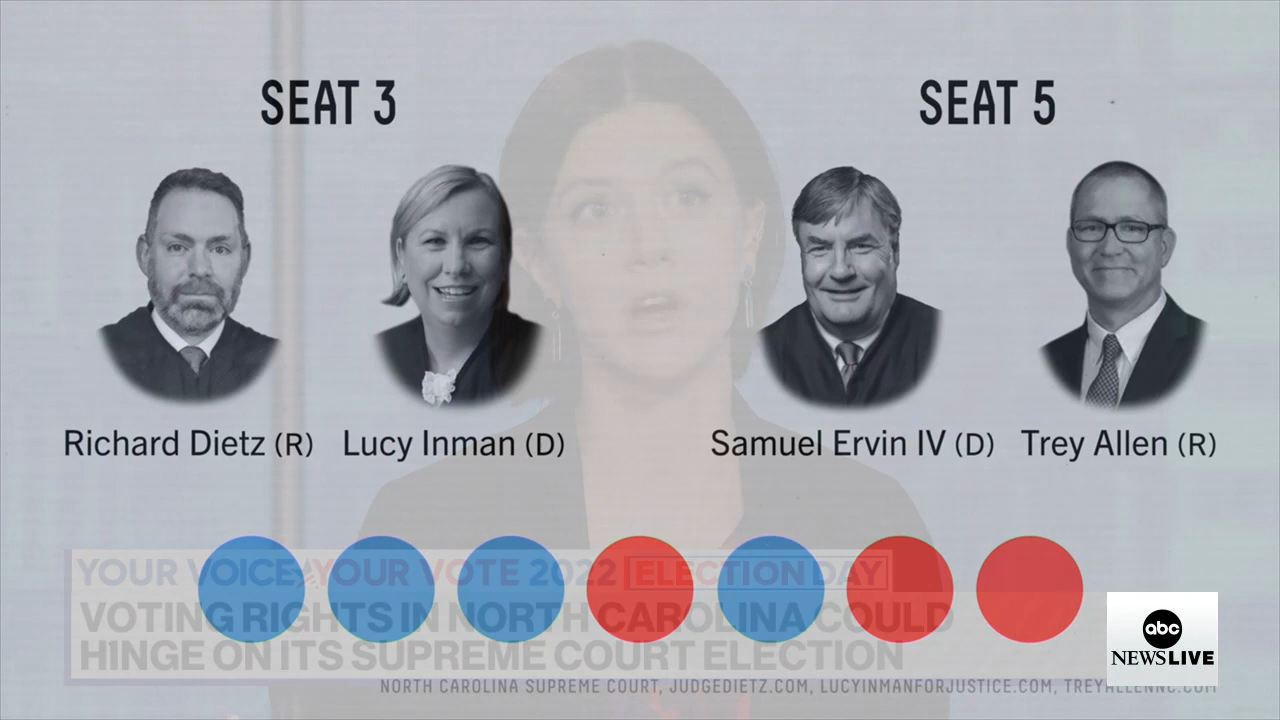 SEAT 3
SEAT 5
Richard Dietz (R)
Lucy Inman (D)
Samuel Ervin IV (D)
Trey Allen (R)
YOUR VOICE/YOUR VOTE 2022 ELECTION DAY
VOTING RIGHTS IN NORTH CAROLINA COULD
HINGE ON ITS SUPREME COURT ELECTION
abc
NEWS LIVE
NORTH CAROLINA SUPREME COURT, JUDGEDIETZ.COM, LUCYINMANFORJUSTICE.COM, TREYALLENNC.COM